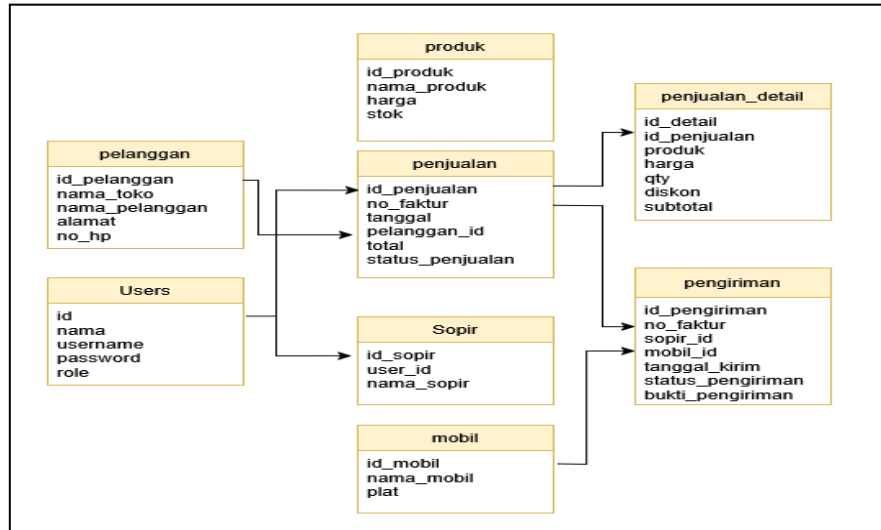 produk
id_produk
nama_produk
harga
stok
penjualan_detail
id_detail
id_penjualan
produk
harga
qty
diskon
subtotal
pelanggan
id_pelanggan
nama_toko
nama_pelanggan
alamat
no_hp
penjualan
id_penjualan
no_faktur
tanggal
pelanggan_id
total
status_penjualan
Users
id
nama
username
password
role
Sopir
id_sopir
user_id
nama_sopir
pengiriman
id_pengiriman
no_faktur
sopir_id
mobil_id
tanggal_kirim
status_pengiriman
bukti_pengiriman
mobil
id_mobil
nama_mobil
plat